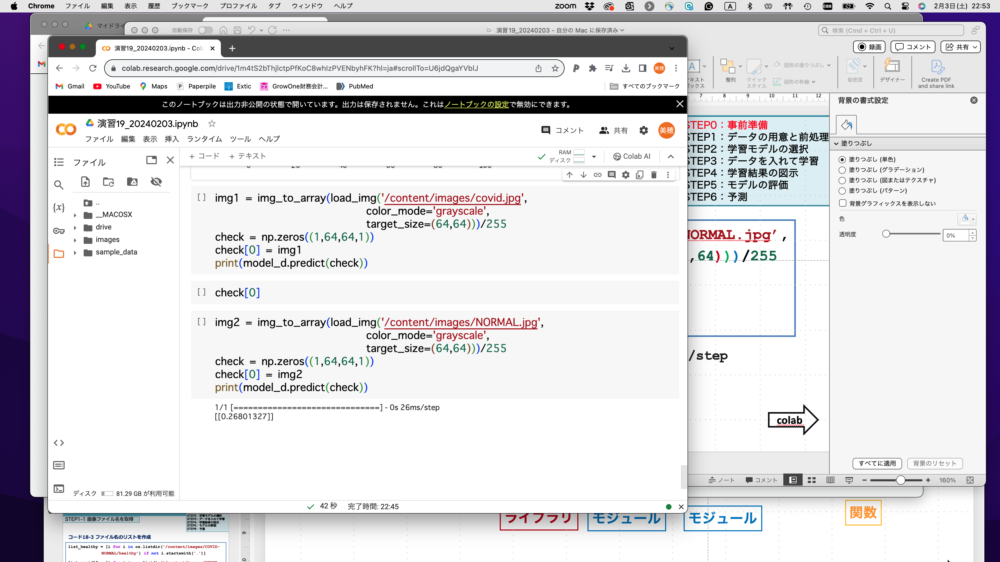 Chrome ファイル 編集 表示 履歴 ブックマーク プロファイル タブ ウィンドウ ヘルプ
zoom A 2月3日(土) 22:53
マイドライ
自動保存
演習19_20240203 - 自分の Mac に保存済み
検索 (Cmd + Ctrl + U)
録画 コメント 共有
演習19_20240203.ipynb - Cola
colab.research.google.com/drive/1m4tS2bThjlctpPfKoC8whIzPVENbyhFK?hl=ja#scrollTo=U6jdQgaYVbIJ
美穂
Gmail YouTube Maps Paperpile Extic GrowOne財務会計... PubMed すべてのブックマーク
このノートブックは出力非公開の状態で開いています。出力は保存されません。これはノートブックの設定で無効にできます。
演習19_20240203.ipynb
ファイル 編集 表示 挿入 ランタイム ツール ヘルプ
コメント 共有 美穂
ファイル
+ コード + テキスト
RAM
ディスク
Colab AI
..
__MACOSX
drive
images
sample_data
{x}
[ ] img1 = img_to_array(load_img('/content/images/covid.jpg',
color_mode='grayscale',
target_size=(64,64)))/255
check = np.zeros((1,64,64,1))
check[0] = img1
print(model_d.predict(check))
[ ] check[0]
[ ] img2 = img_to_array(load_img('/content/images/NORMAL.jpg',
color_mode='grayscale',
target_size=(64,64)))/255
check = np.zeros((1,64,64,1))
check[0] = img2
print(model_d.predict(check))
1/1 [==============================] - 0s 26ms/step
[[0.26801327]]
ディスク 81.29 GB が利用可能
42 秒 完了時間: 22:45
キスト
ックス
整列
クイック
スタイル
図形の塗りつぶし
図形の枠線
秘密度
デザイナー
Create PDF
and share link
7 8 9 10 11 12
STEP0：事前準備
STEP1：データの用意と前処理
STEP2：学習モデルの選択
STEP3：データを入れて学習
STEP4：学習結果の図示
STEP5：モデルの評価
STEP6：予測
NORMAL.jpg’,
,64)))/255
/step
colab
背景の書式設定
塗りつぶし
塗りつぶし (単色)
塗りつぶし (グラデーション)
塗りつぶし (図またはテクスチャ)
塗りつぶし (パターン)
背景グラフィックスを表示しない
色
透明度 0%
すべてに適用 背景のリセット
ノート コメント 160%
STEP1-1 画像ファイル名を取得
STEP2：学習モデルの選択
STEP3：データを入れて学習
STEP4：学習結果の図示
STEP5：モデルの評価
STEP6：予測
コード18-3 ファイル名のリストを作成
list_healthy = [i for i in os.listdir('/content/images/COVID-
NORMAL/healthy’) if not i.startswith('.')]
9
ライブラリ モジュール モジュール 関数